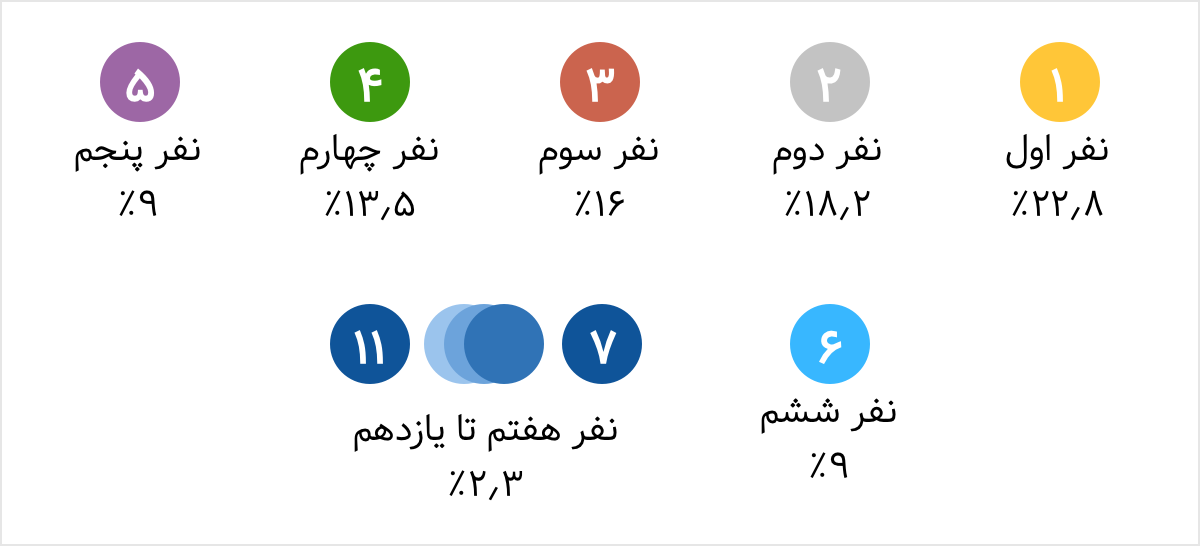 ۱
نفر اول
٪۲۲٫۸
۲
نفر دوم
٪۱۸٫۲
۳
نفر سوم
٪۱۶
۴
نفر چهارم
٪۱۳٫۵
۵
نفر پنجم
٪۹
۶
نفر ششم
٪۹
۷ ۱۱
نفر هفتم تا یازدهم
٪۲٫۳